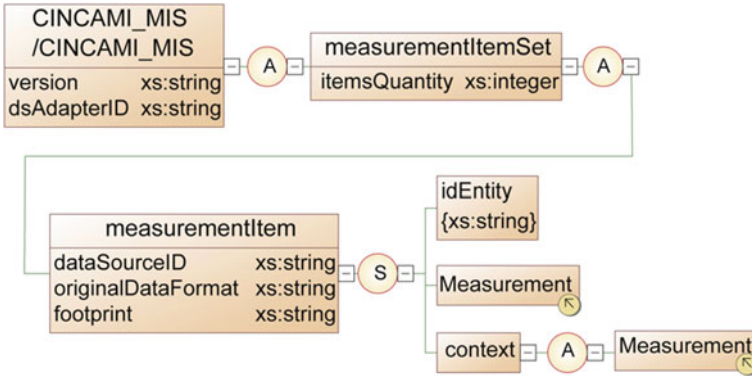 CINCAMI_MIS
/CINCAMI_MIS
version xs:string
dsAdapterID xs:string
A
measurementItemSet
itemsQuantity xs:integer
A
measurementItem
dataSourceID xs:string
originalDataFormat xs:string
footprint xs:string
S
idEntity
{xs:string}
Measurement
context
A
Measurement